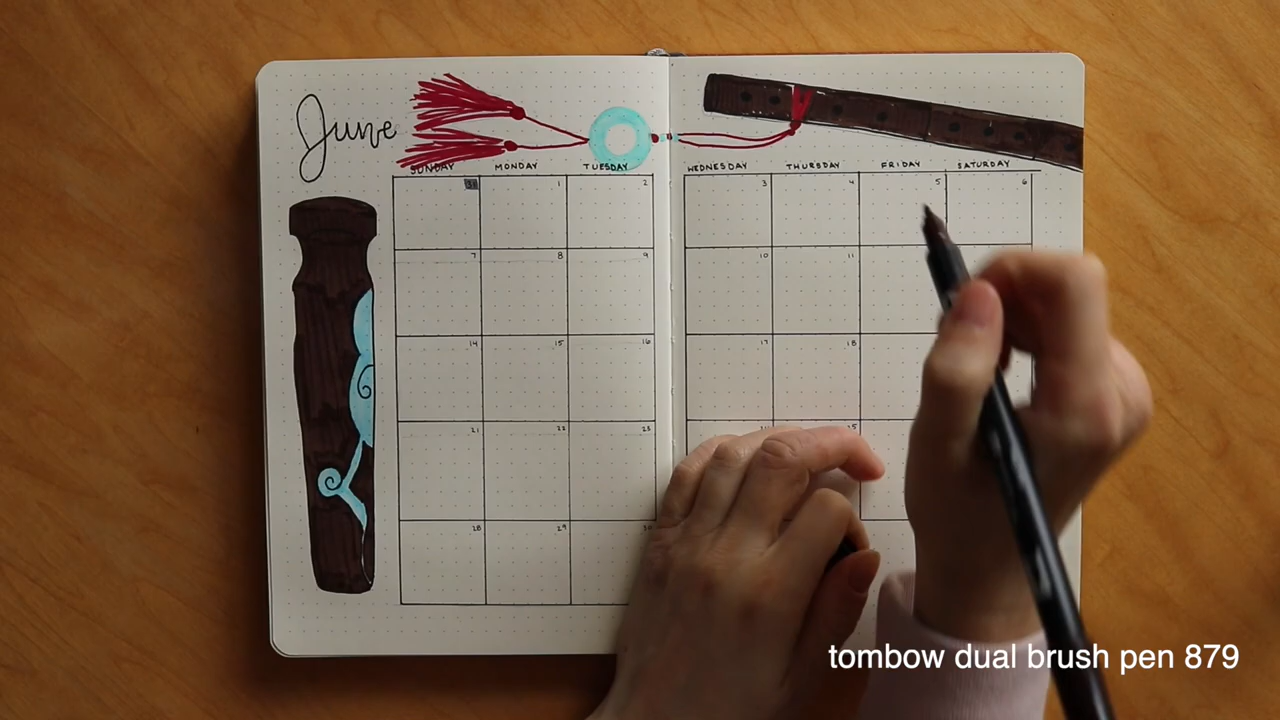 June
SUNDAY MONDAY TUESDAY WEDNESDAY THURSDAY FRIDAY SATURDAY
31 1 2 3 4 5 6
7 8 9 10 11
14 15 16 17 18
21 22 23 25
28 29 30
tombow dual brush pen 879